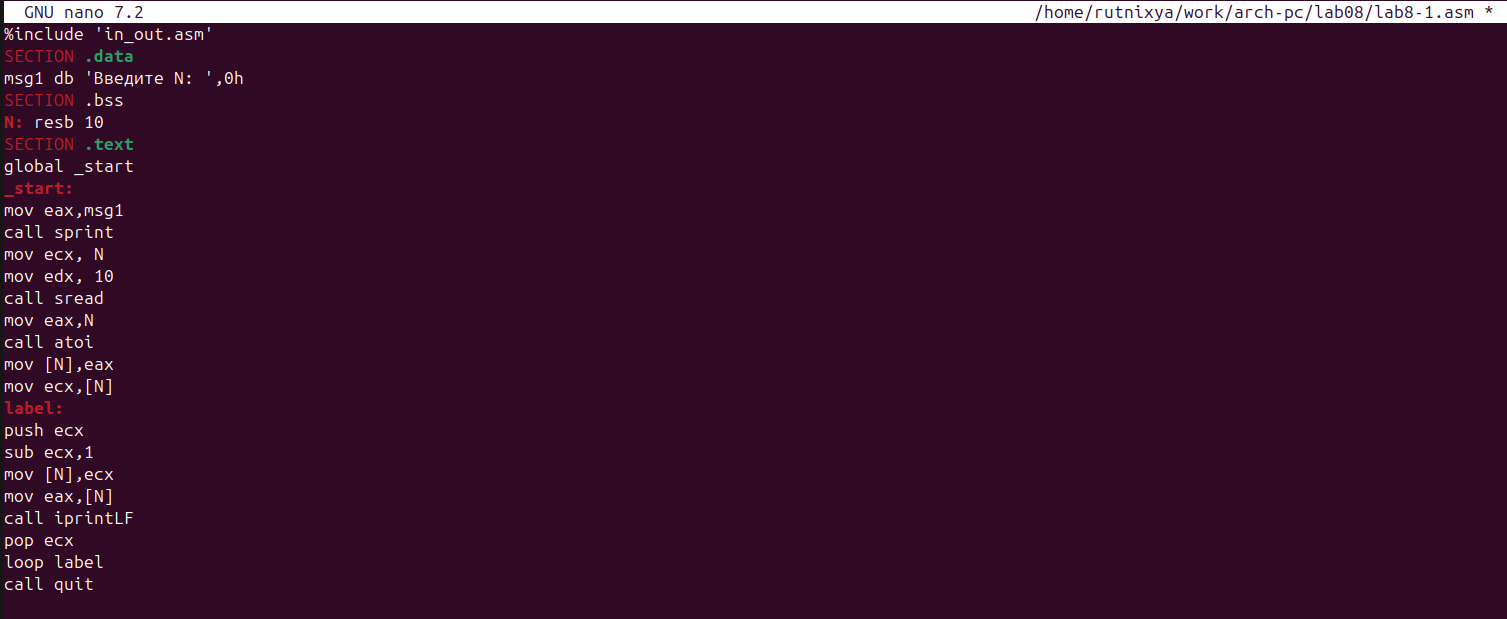 GNU nano 7.2 /home/rutnixya/work/arch-pc/lab08/lab8-1.asm *
%include 'in_out.asm'
SECTION .data
msg1 db 'Введите N: ',0h
SECTION .bss
N: resb 10
SECTION .text
global _start
_start:
mov eax,msg1
call sprint
mov ecx, N
mov edx, 10
call sread
mov eax,N
call atoi
mov [N],eax
mov ecx,[N]
label:
push ecx
sub ecx,1
mov [N],ecx
mov eax,[N]
call iprintLF
pop ecx
loop label
call quit